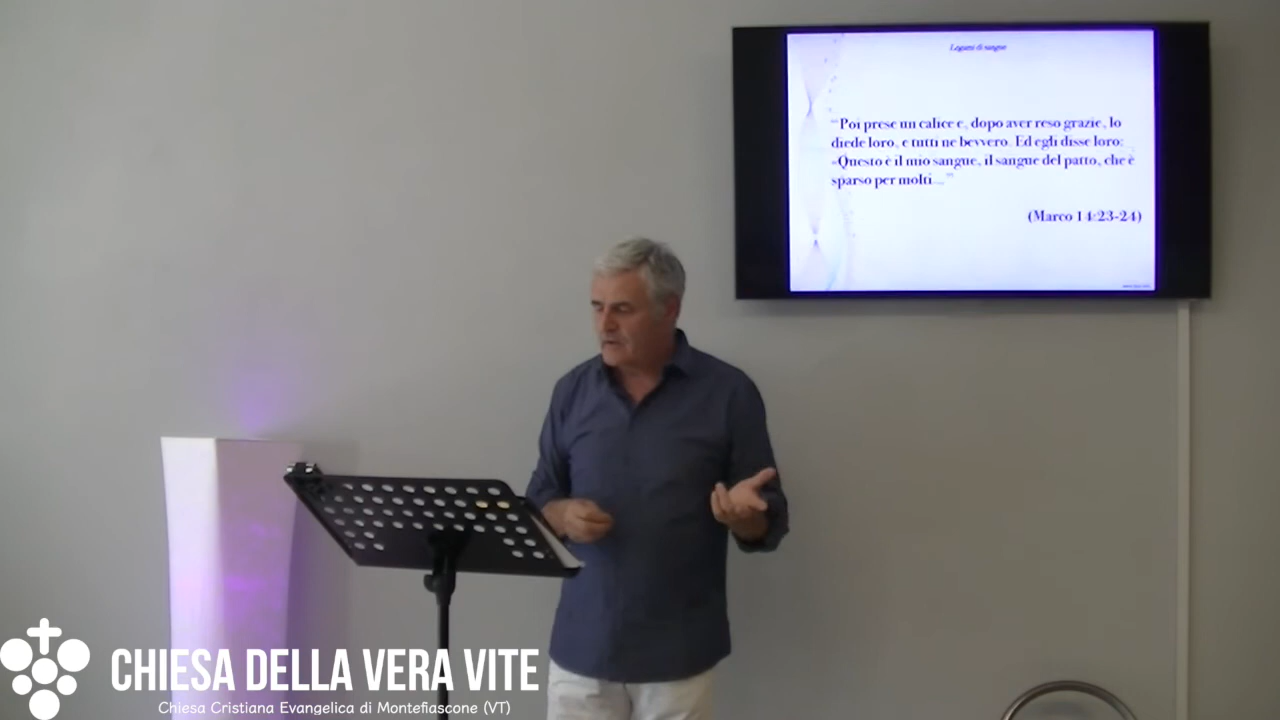 Legami di sangue
“Poi prese un calice e, dopo aver reso grazie, lo
diede loro, e tutti ne bevvero. Ed egli disse loro:
«Questo è il mio sangue, il sangue del patto, che è
sparso per molti...”
(Marco 14:23-24)
CHIESA DELLA VERA VITE
Chiesa Cristiana Evangelica di Montefiascone (VT)